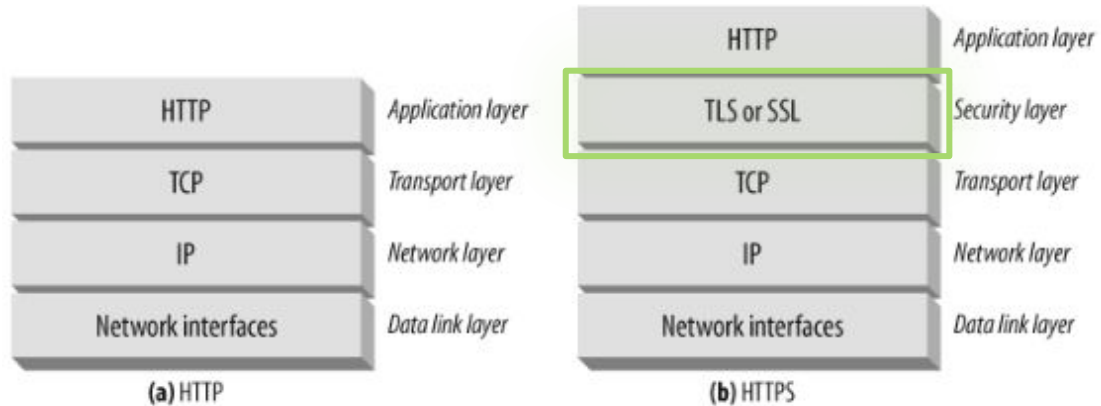 HTTP Application layer
TCP Transport layer
IP Network layer
Network interfaces Data link layer
(a) HTTP
HTTP Application layer
TLS or SSL Security layer
TCP Transport layer
IP Network layer
Network interfaces Data link layer
(b) HTTPS